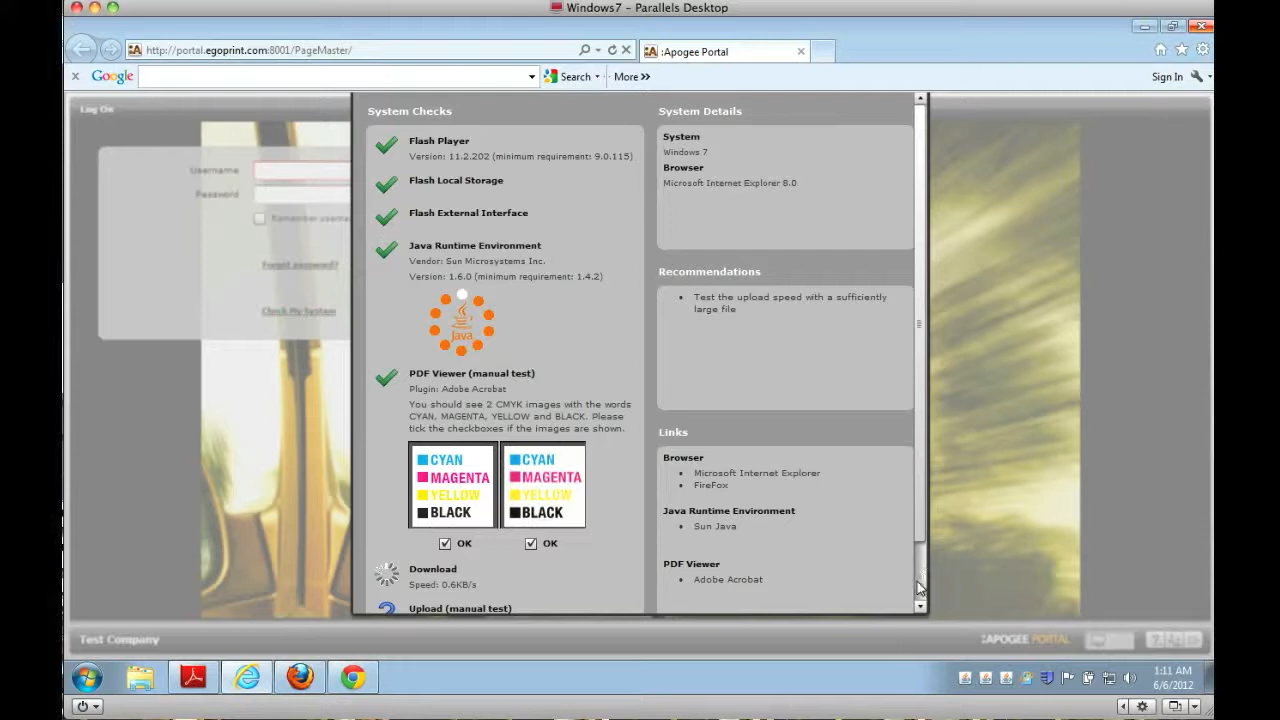 Windows7 - Parallels Desktop
http://portal.egoprint.com:8001/PageMaster/
:Apogee Portal
Google
Search
More >>
Sign In
Log On
Username
Password
Remember userna
Forgot password?
Check My System
System Checks
Flash Player
Version: 11.2.202 (minimum requirement: 9.0.115)
Flash Local Storage
Flash External Interface
Java Runtime Environment
Vendor: Sun Microsystems Inc.
Version: 1.6.0 (minimum requirement: 1.4.2)
Java
PDF Viewer (manual test)
Plugin: Adobe Acrobat
You should see 2 CMYK images with the words
CYAN, MAGENTA, YELLOW and BLACK. Please
tick the checkboxes if the images are shown.
CYAN
MAGENTA
YELLOW
BLACK
CYAN
MAGENTA
YELLOW
BLACK
OK
OK
Download
Speed: 0.6KB/s
Upload (manual test)
System Details
System
Windows 7
Browser
Microsoft Internet Explorer 8.0
Recommendations
Test the upload speed with a sufficiently
large file
Links
Browser
Microsoft Internet Explorer
FireFox
Java Runtime Environment
Sun Java
PDF Viewer
Adobe Acrobat
Test Company
:APOGEE PORTAL
1:11 AM
6/6/2012